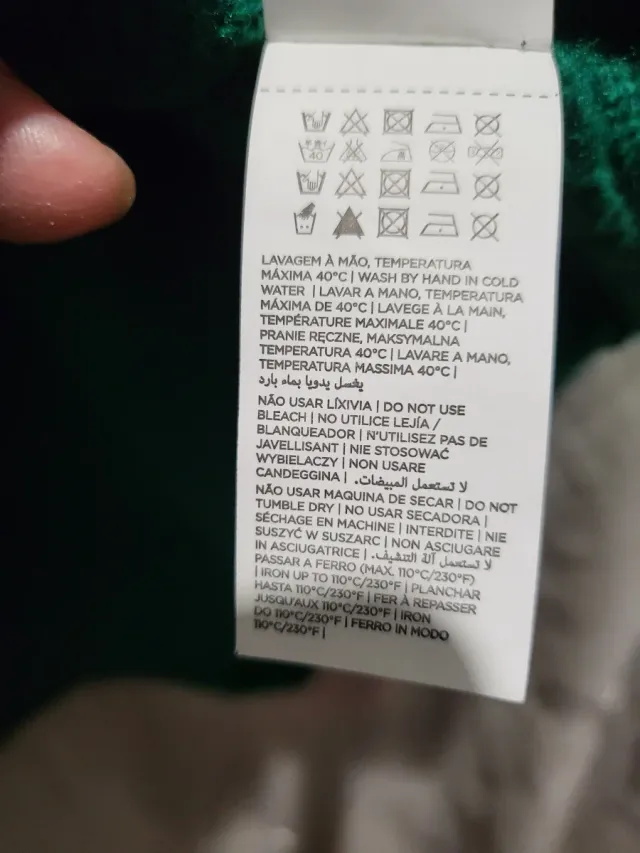 40
LAVAGEM À MÃO, TEMPERATURA
MÁXIMA 40°C | WASH BY HAND IN COLD
WATER | LAVAR A MANO, TEMPERATURA
MÁXIMA DE 40°C | LAVEGE À LA MAIN,
TEMPÉRATURE MAXIMALE 40°C |
PRANIE RĘCZNE, MAKSYMALNA
TEMPERATURA 40°C | LAVARE A MANO,
TEMPERATURA MASSIMA 40°C |
يغسل يدويا بماء بارد
NÃO USAR LÍXIVIA | DO NOT USE
BLEACH | NO UTILICE LEJÍA /
BLANQUEADOR | N'UTILISEZ PAS DE
JAVELLISANT | NIE STOSOWAĆ
WYBIELACZY | NON USARE
CANDEGGINA | لا تستعمل المبيضات.
NÃO USAR MAQUINA DE SECAR | DO NOT
TUMBLE DRY | NO USAR SECADORA |
SÉCHAGE EN MACHINE | INTERDITE | NIE
SUSZYĆ W SUSZARC | NON ASCIUGARE
IN ASCIUGATRICE | لا تستعمل آلة التنشيف.
PASSAR A FERRO (MAX. 110°C/230°F)
| IRON UP TO 110°C/230°F | PLANCHAR
HASTA 110°C/230°F | FER À REPASSER
JUSQU'AUX 110°C/230°F | IRON
DO 110°C/230°F | FERRO IN MODO
110°C/230°F |